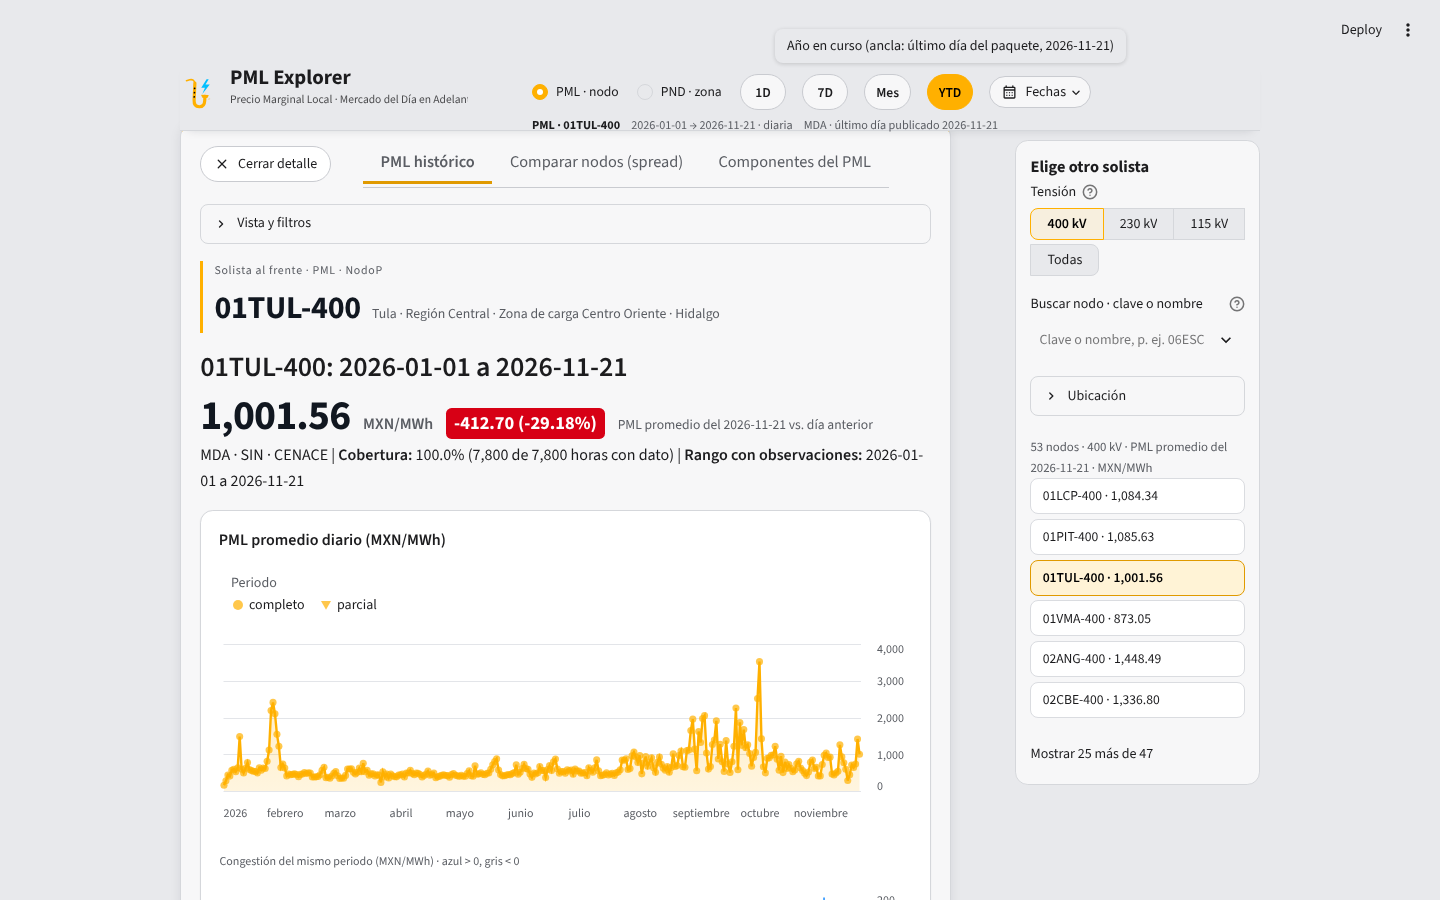 Deploy
Año en curso (ancla: último día del paquete, 2026-11-21)
PML Explorer
Precio Marginal Local · Mercado del Día en Adelan
PML · nodo
PND · zona
1D
7D
Mes
YTD
Fechas
PML · 01TUL-400 2026-01-01 → 2026-11-21 · diaria MDA · último día publicado 2026-11-21
Cerrar detalle
PML histórico
Comparar nodos (spread)
Componentes del PML
Vista y filtros
Solista al frente · PML · NodoP
01TUL-400 Tula · Región Central · Zona de carga Centro Oriente · Hidalgo
01TUL-400: 2026-01-01 a 2026-11-21
1,001.56 MXN/MWh -412.70 (-29.18%) PML promedio del 2026-11-21 vs. día anterior
MDA · SIN · CENACE | Cobertura: 100.0% (7,800 de 7,800 horas con dato) | Rango con observaciones: 2026-01-
01 a 2026-11-21
PML promedio diario (MXN/MWh)
Periodo
completo parcial
4,000
3,000
2,000
1,000
0
2026 febrero marzo abril mayo junio julio agosto septiembre octubre noviembre
Congestión del mismo periodo (MXN/MWh) · azul > 0, gris < 0
200
Elige otro solista
Tensión
400 kV
230 kV
115 kV
Todas
Buscar nodo · clave o nombre
Clave o nombre, p. ej. 06ESC
Ubicación
53 nodos · 400 kV · PML promedio del
2026-11-21 · MXN/MWh
01LCP-400 · 1,084.34
01PIT-400 · 1,085.63
01TUL-400 · 1,001.56
01VMA-400 · 873.05
02ANG-400 · 1,448.49
02CBE-400 · 1,336.80
Mostrar 25 más de 47